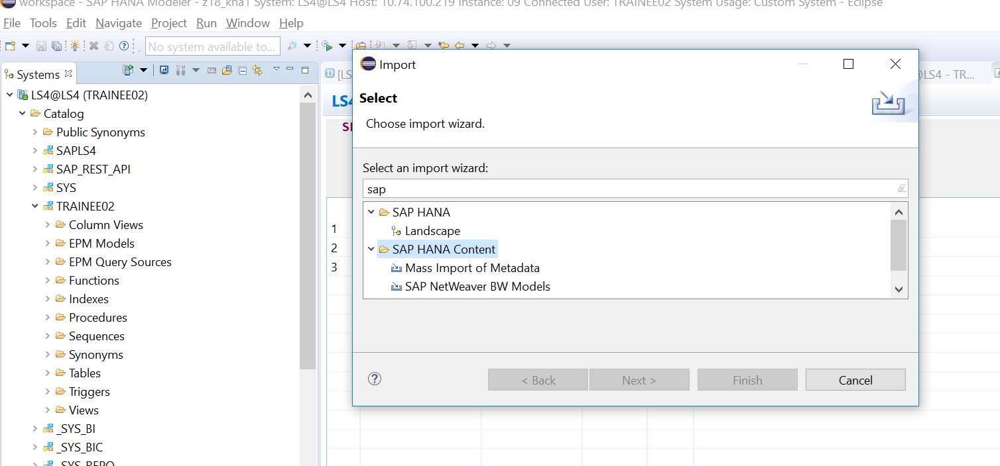 workspace - SAP HANA Modeler - z18_kha1 System: LS4@LS4 Host: 10.74.100.219 Instance: 09 Connected User: TRAINEE02 System Usage: Custom System - Eclipse
File Tools Edit Navigate Project Run Window Help
No system available to...
Systems
LS4@LS4 (TRAINEE02)
Catalog
Public Synonyms
SAPLS4
SAP_REST_API
SYS
TRAINEE02
Column Views
EPM Models
EPM Query Sources
Functions
Indexes
Procedures
Sequences
Synonyms
Tables
Triggers
Views
_SYS_BI
_SYS_BIC
_SYS_REPO
[LS
@LS4 - TR...
LS4
1
2
3
Import
Select
Choose import wizard.
Select an import wizard:
sap
SAP HANA
Landscape
SAP HANA Content
Mass Import of Metadata
SAP NetWeaver BW Models
< Back
Next >
Finish
Cancel